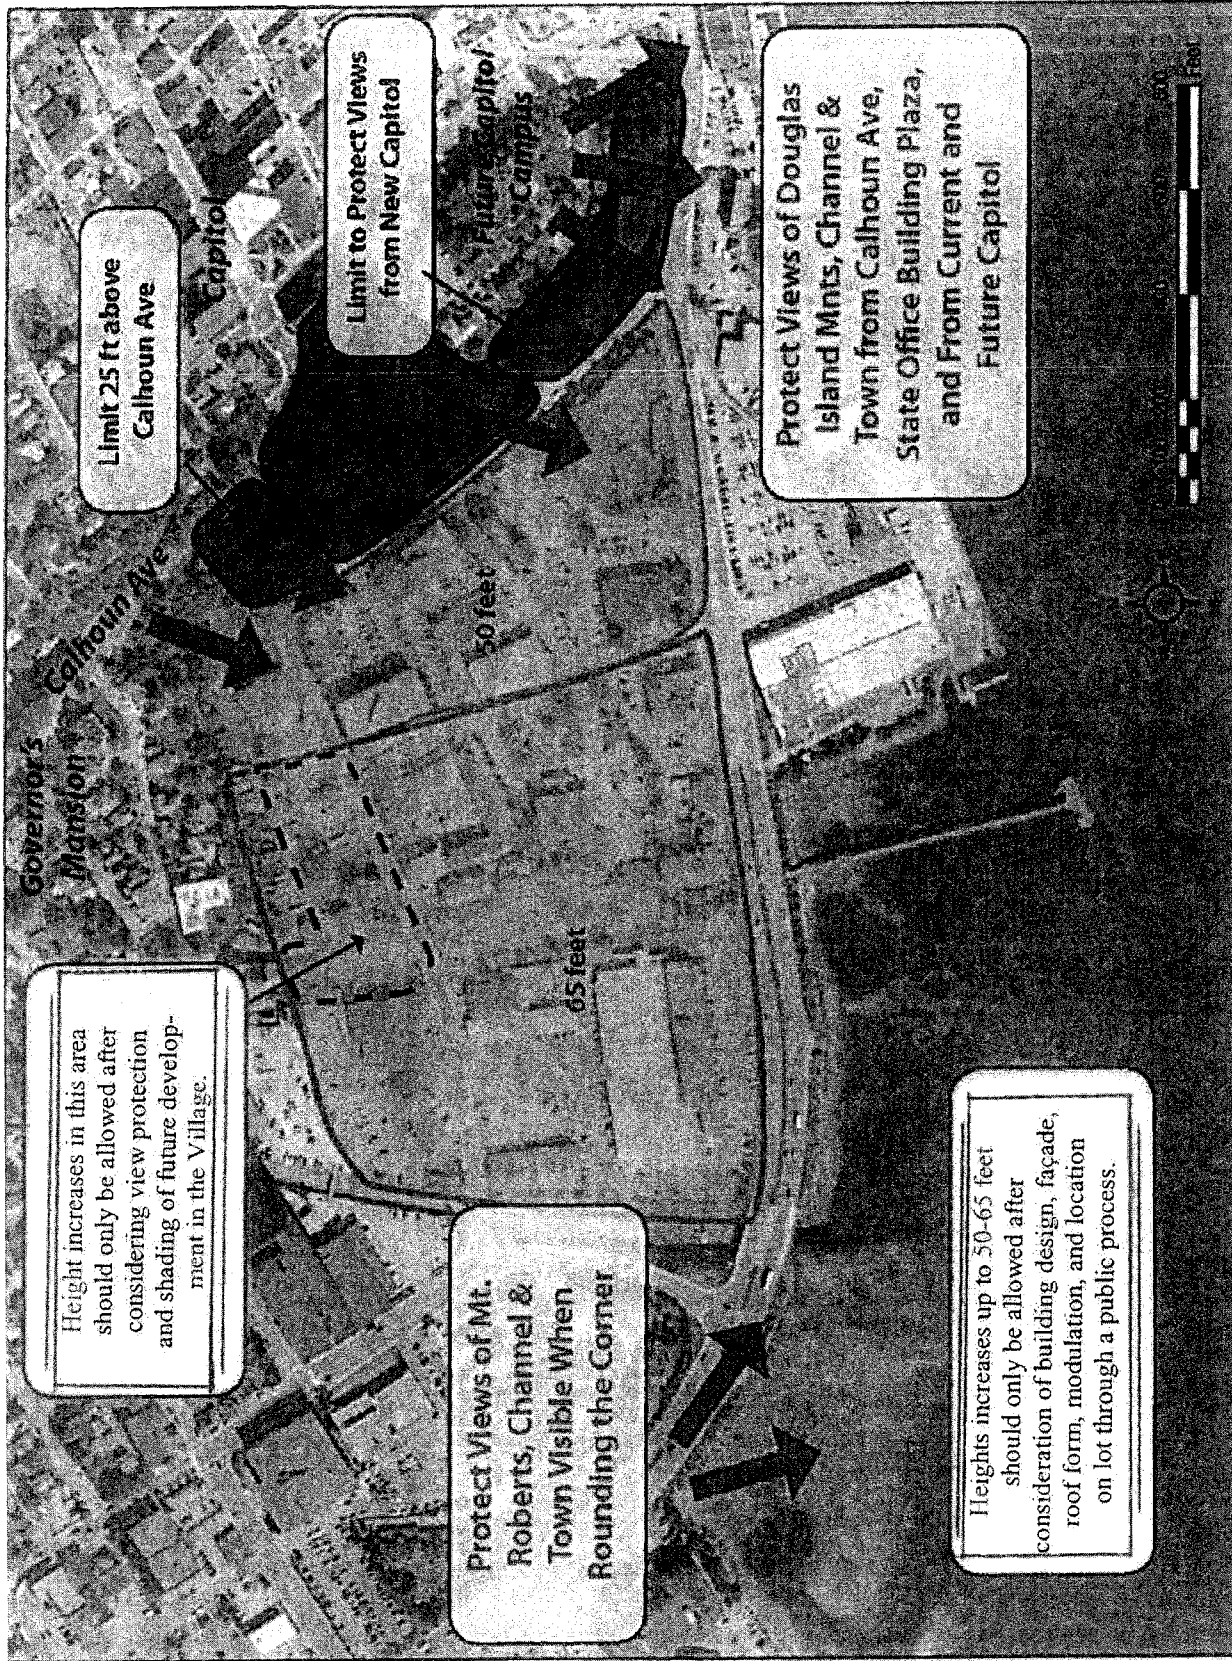 Height increases in this area
should only be allowed after
considering view protection
and shading of future develop-
ment in the Village.
Governor's
Mansion
Calhoun Ave
Limit 25 ft above
Calhoun Ave
Capitol
Limit to Protect Views
from New Capitol
Future Capitol
Campus
50 feet
65 feet
Protect Views of Mt.
Roberts, Channel &
Town Visible When
Rounding the Corner
Protect Views of Douglas
Island Mnts, Channel &
Town from Calhoun Ave,
State Office Building Plaza,
and From Current and
Future Capitol
Heights increases up to 50-65 feet
should only be allowed after
consideration of building design, façade,
roof form, modulation, and location
on lot through a public process.
Feet